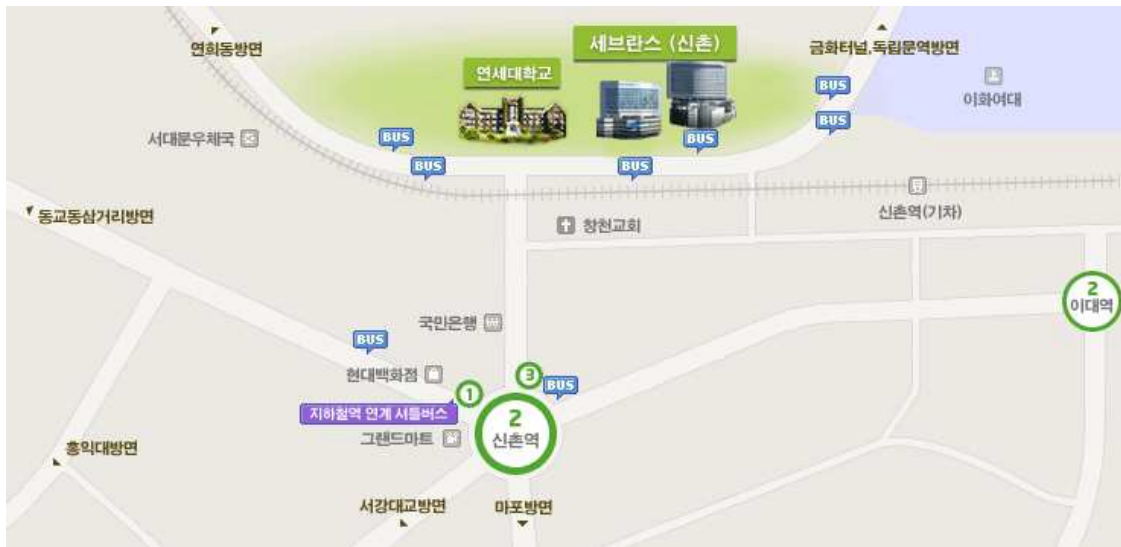 연희동방면
세브란스 (신촌)
금화터널,독립문역방면
연세대학교
BUS
이화여대
BUS
서대문우체국
BUS
BUS
BUS
BUS
신촌역(기차)
동교동삼거리방면
창천교회
2
이대역
국민은행
BUS
현대백화점
3
BUS
1
지하철역 연계 셔틀버스
2
신촌역
그랜드마트
홍익대방면
서강대교방면
마포방면